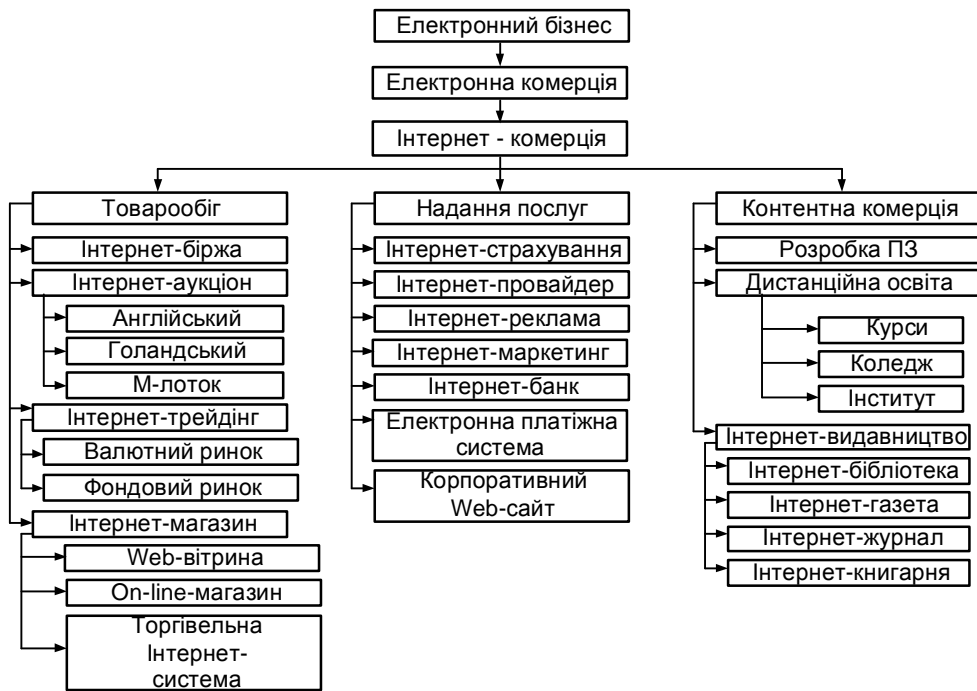 Електронний бізнес
Електронна комерція
Інтернет - комерція
Товарообіг
Інтернет-біржа
Інтернет-аукціон
Англійський
Голандський
М-лоток
Інтернет-трейдінг
Валютний ринок
Фондовий ринок
Інтернет-магазин
Web-вітрина
On-line-магазин
Торгівельна
Інтернет-
система
Надання послуг
Інтернет-страхування
Інтернет-провайдер
Інтернет-реклама
Інтернет-маркетинг
Інтернет-банк
Електронна платіжна
система
Корпоративний
Web-сайт
Контентна комерція
Розробка ПЗ
Дистанційна освіта
Курси
Коледж
Інститут
Інтернет-видавництво
Інтернет-бібліотека
Інтернет-газета
Інтернет-журнал
Інтернет-книгарня